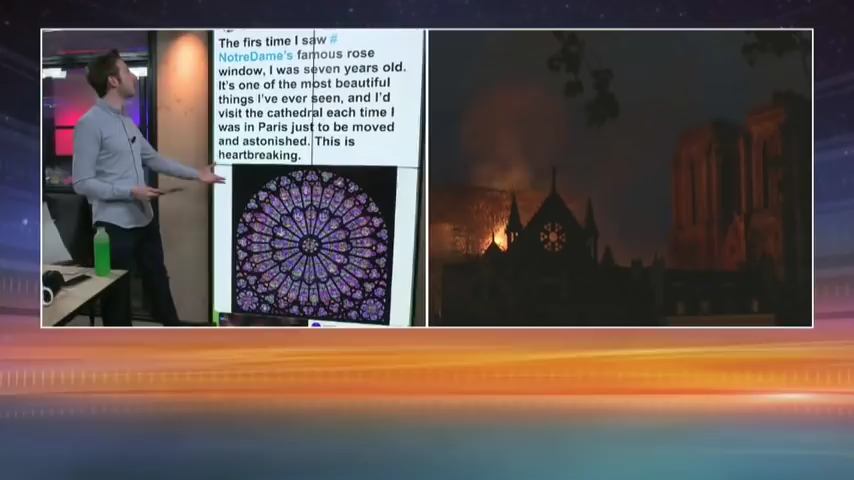 The firs time I saw #
NotreDame's famous rose
window, I was seven years old.
It's one of the most beautiful
things I've ever seen, and I'd
visit the cathedral each time I
was in Paris just to be moved
and astonished. This is
heartbreaking.